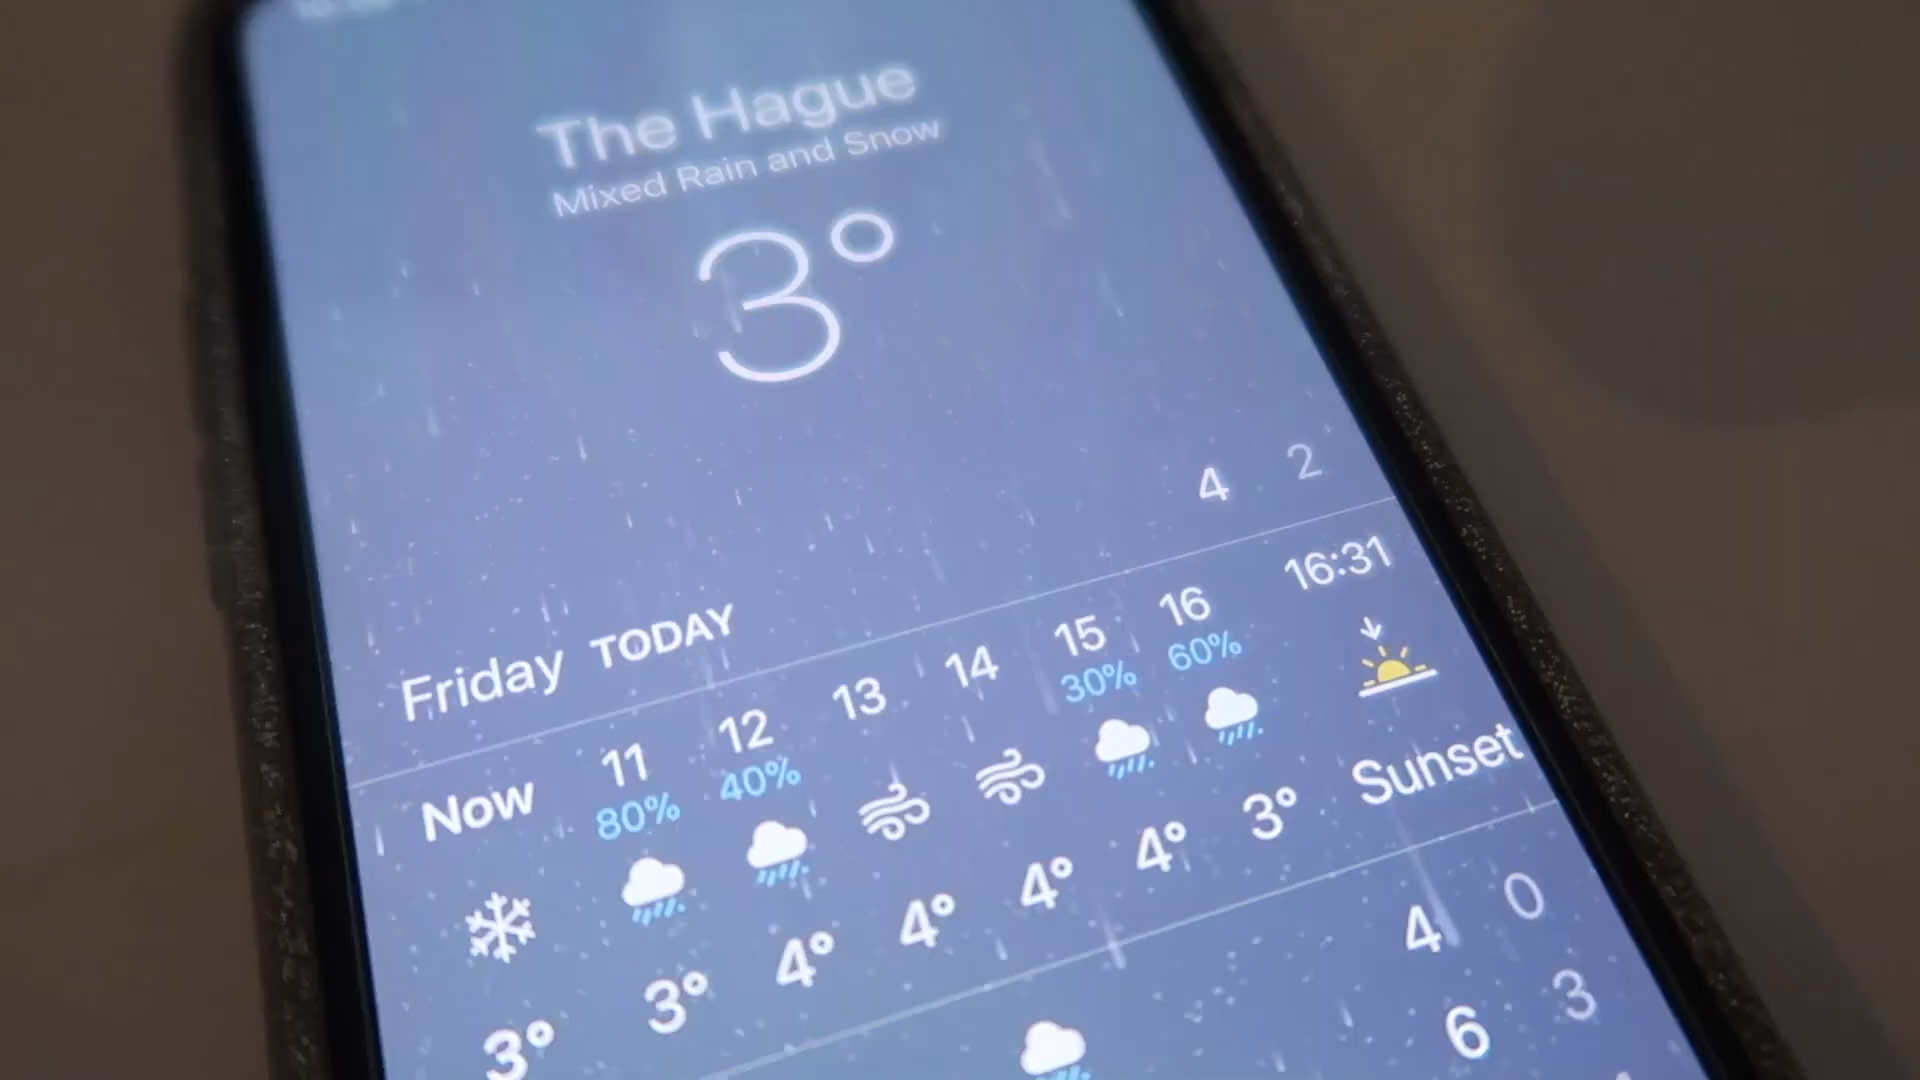 The Hague
Mixed Rain and Snow
3°
Friday TODAY 4 2
Now 11 12 13 14 15 16 16:31
80% 40% 30% 60%
3° 3° 4° 4° 4° 4° 3° Sunset
4 0
6 3